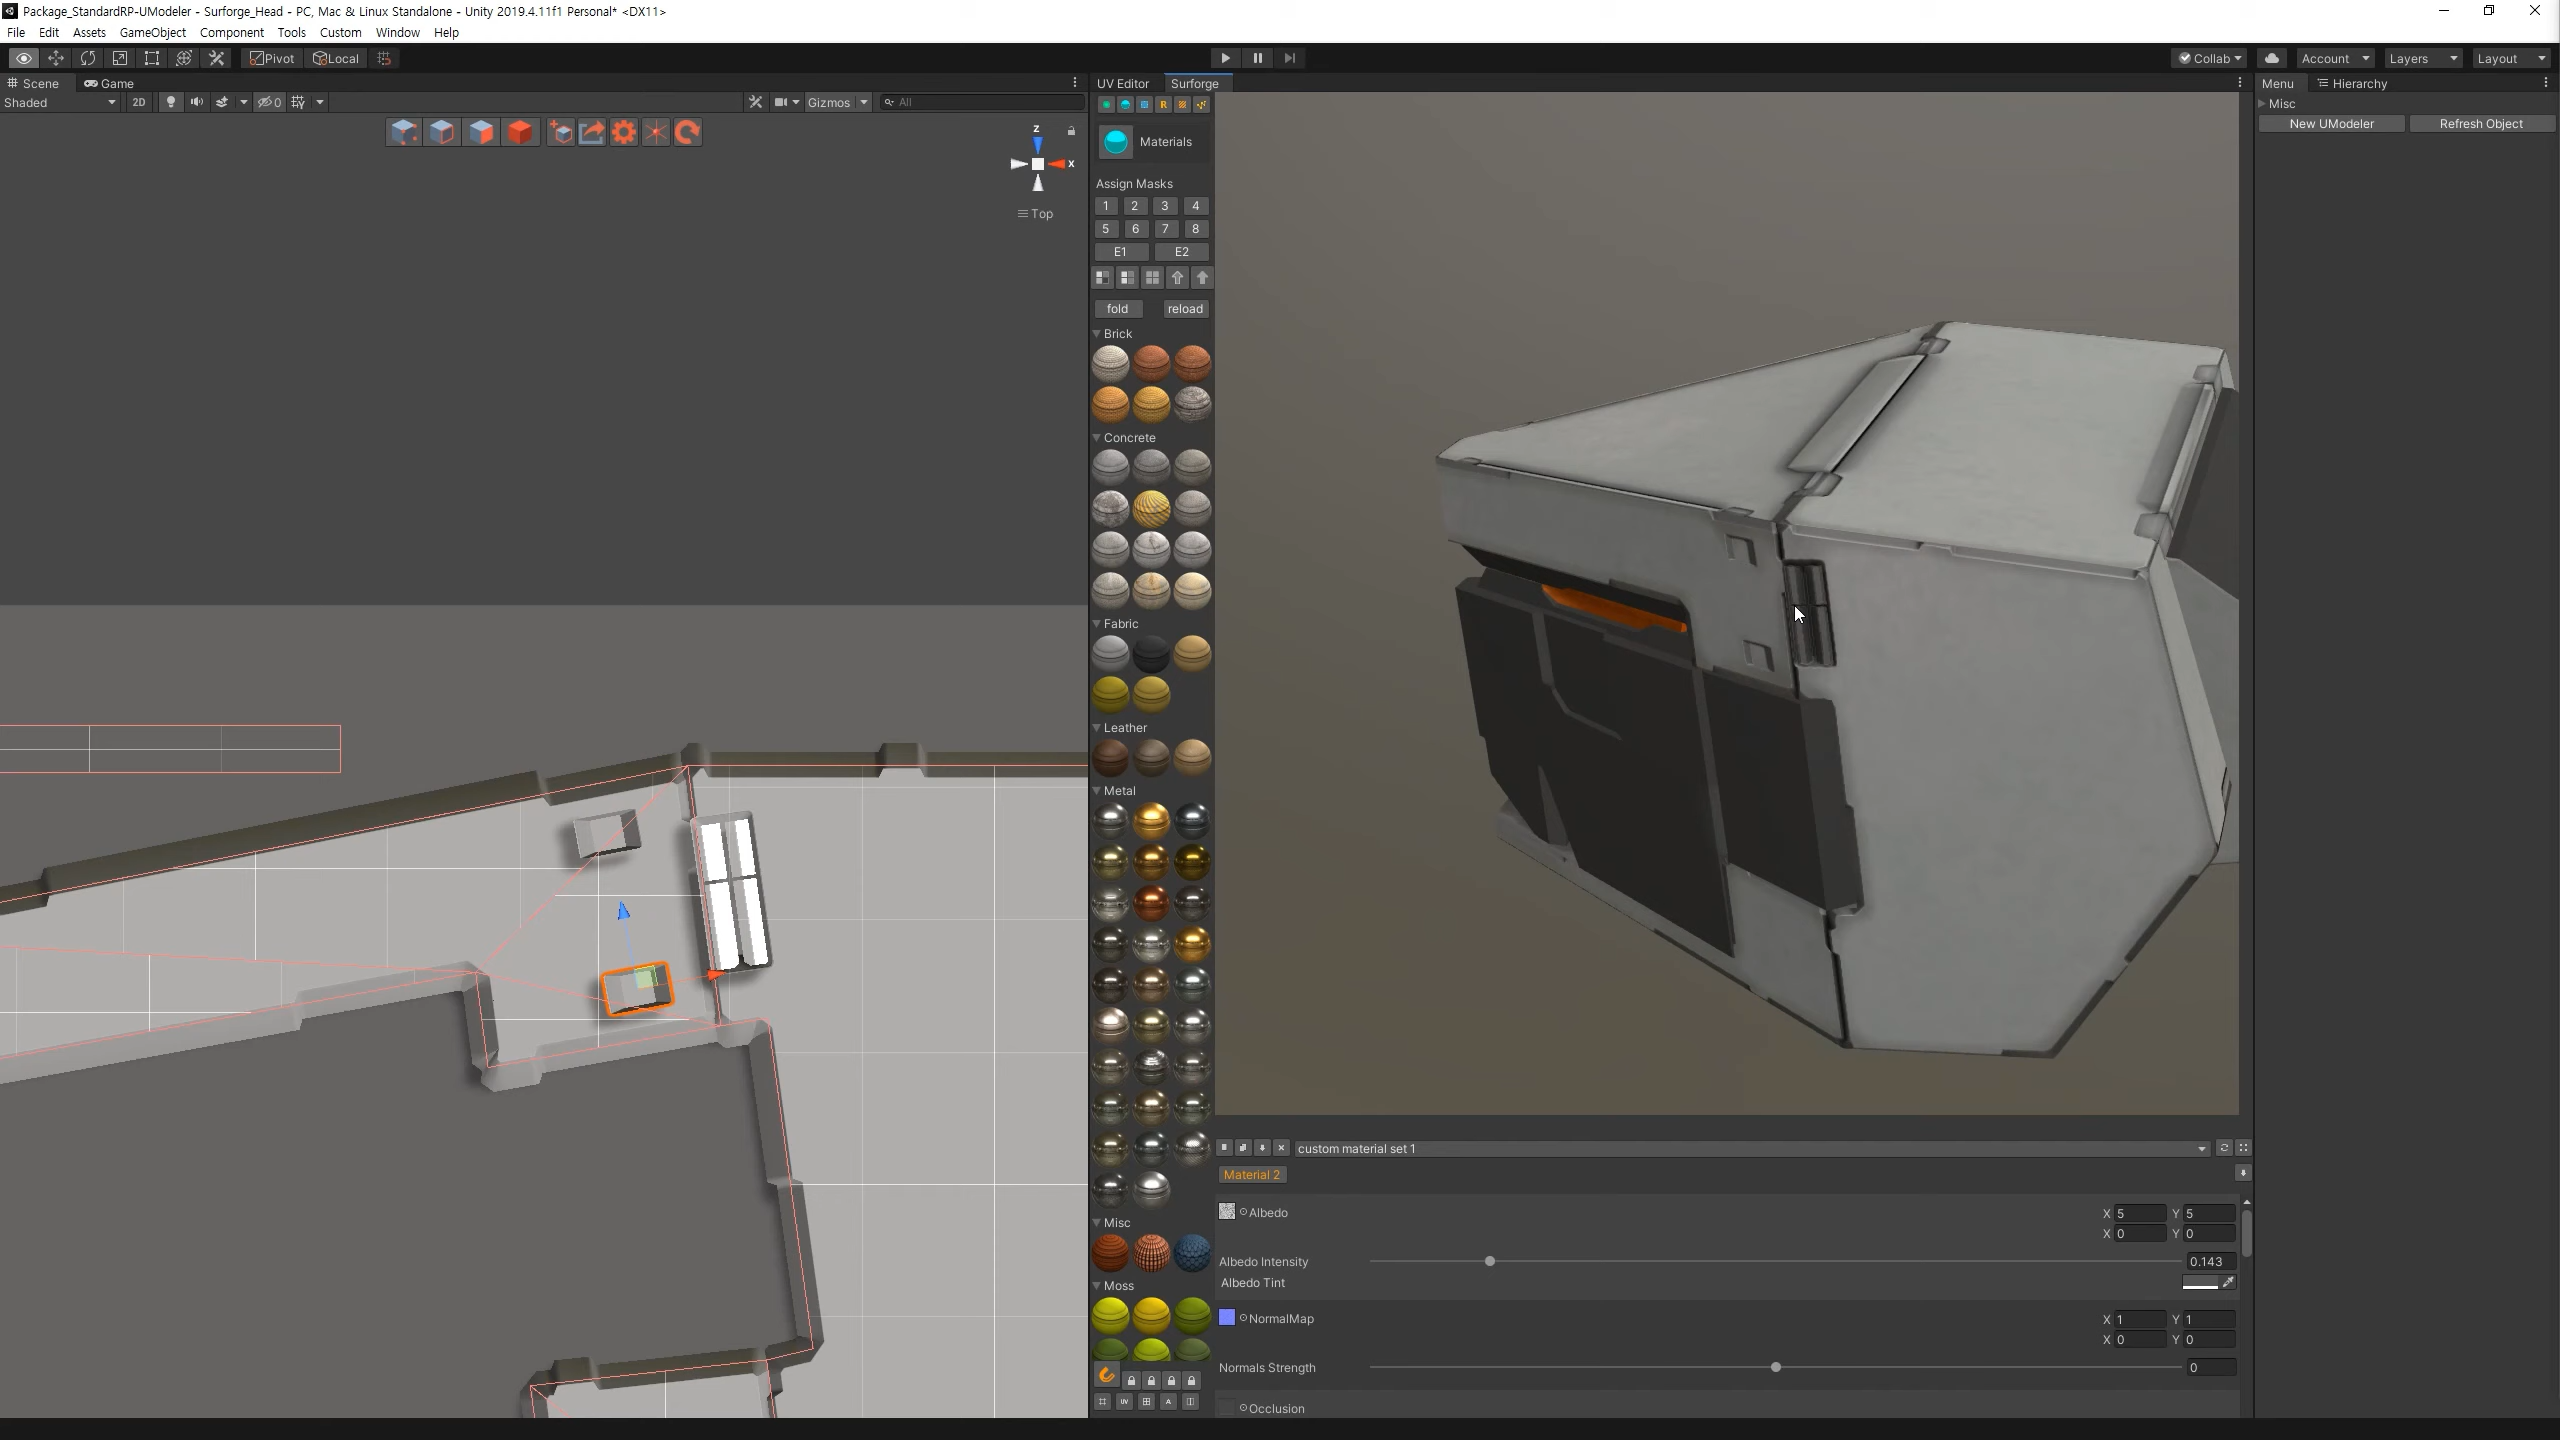 Package_StandardRP-UModeler - Surforge_Head - PC, Mac & Linux Standalone - Unity 2019.4.11f1 Personal* <DX11>
File Edit Assets GameObject Component Tools Custom Window Help
Pivot Local Collab Account Layers Layout
Scene Game UV Editor Surforge Menu Hierarchy
Shaded 2D 0 Gizmos All
Misc
New UModeler Refresh Object
z
x
Top
R
Materials
Assign Masks
1 2 3 4
5 6 7 8
E1 E2
fold reload
Brick
Concrete
Fabric
Leather
Metal
Misc
Moss
UV A
custom material set 1
Material 2
Albedo X 5 Y 5
X 0 Y 0
Albedo Intensity 0.143
Albedo Tint
NormalMap X 1 Y 1
X 0 Y 0
Normals Strength 0
Occlusion